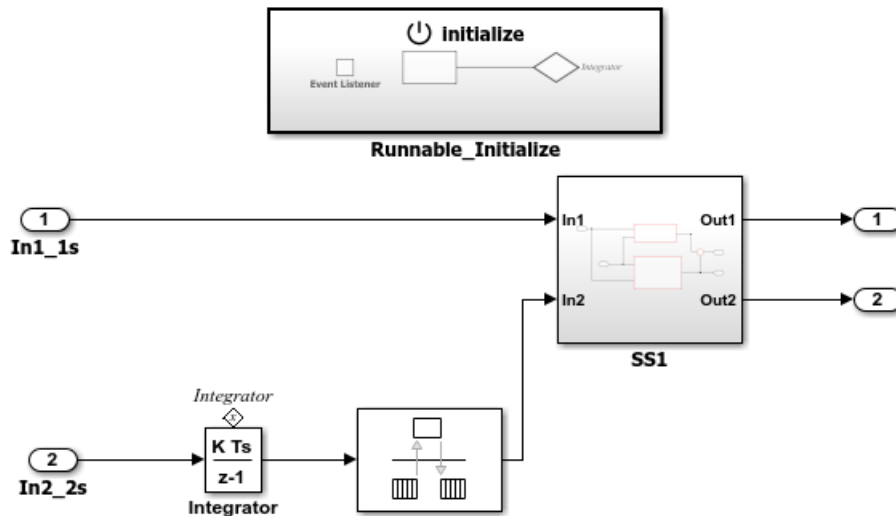 initialize
Event Listener
Integrator
Runnable_Initialize
1
In1_1s
In1
Out1
1
In2
Out2
2
SS1
Integrator
x
2
In2_2s
K Ts
z-1
Integrator